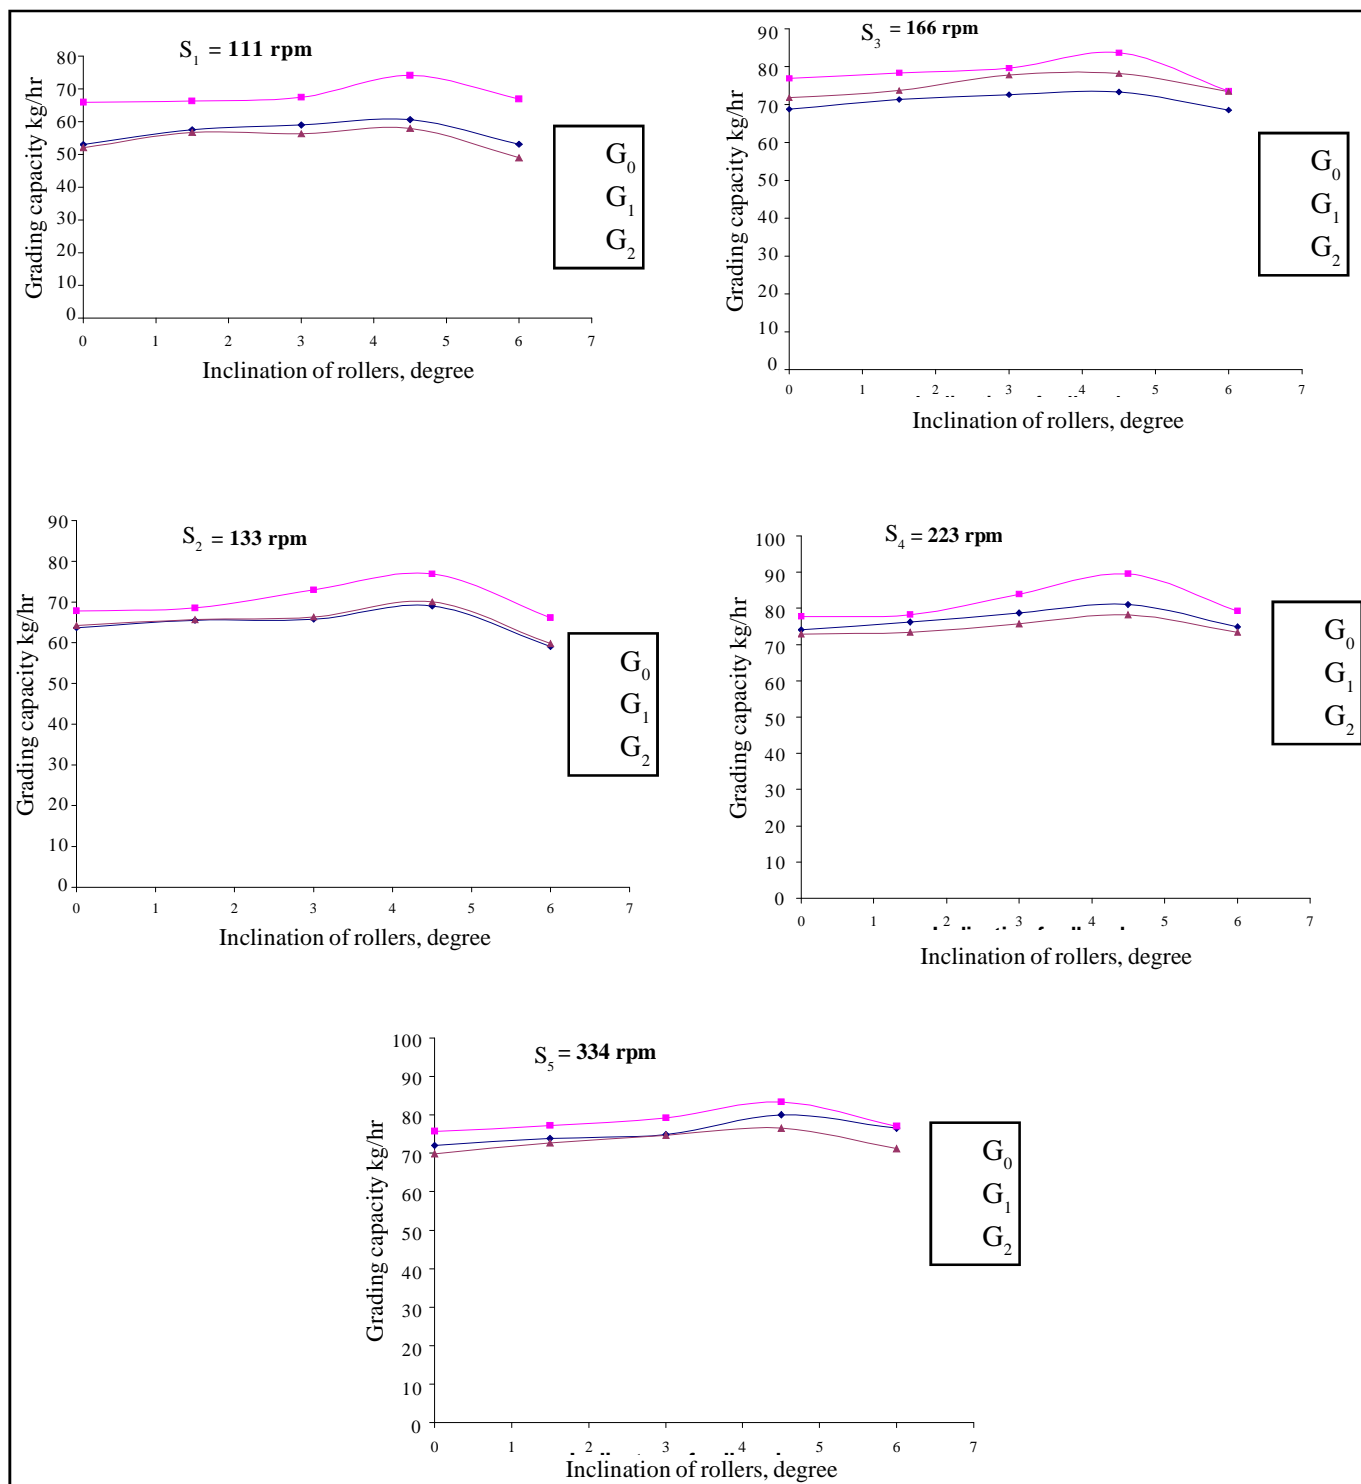 S1 = 111 rpm
80
70
60
50
40
30
20
10
0
0 1 2 3 4 5 6 7
Grading capacity kg/hr
Inclination of rollers, degree
G0
G1
G2
S3 = 166 rpm
90
80
70
60
50
40
30
20
10
0
0 1 2 3 4 5 6 7
Grading capacity kg/hr
Inclination of rollers, degree
G0
G1
G2
S2 = 133 rpm
90
80
70
60
50
40
30
20
10
0
0 1 2 3 4 5 6 7
Grading capacity kg/hr
Inclination of rollers, degree
G0
G1
G2
S4 = 223 rpm
100
90
80
70
60
50
40
30
20
10
0
0 1 2 3 4 5 6 7
Grading capacity kg/hr
Inclination of rollers, degree
G0
G1
G2
S5 = 334 rpm
100
90
80
70
60
50
40
30
20
10
0
0 1 2 3 4 5 6 7
Grading capacity kg/hr
Inclination of rollers, degree
G0
G1
G2